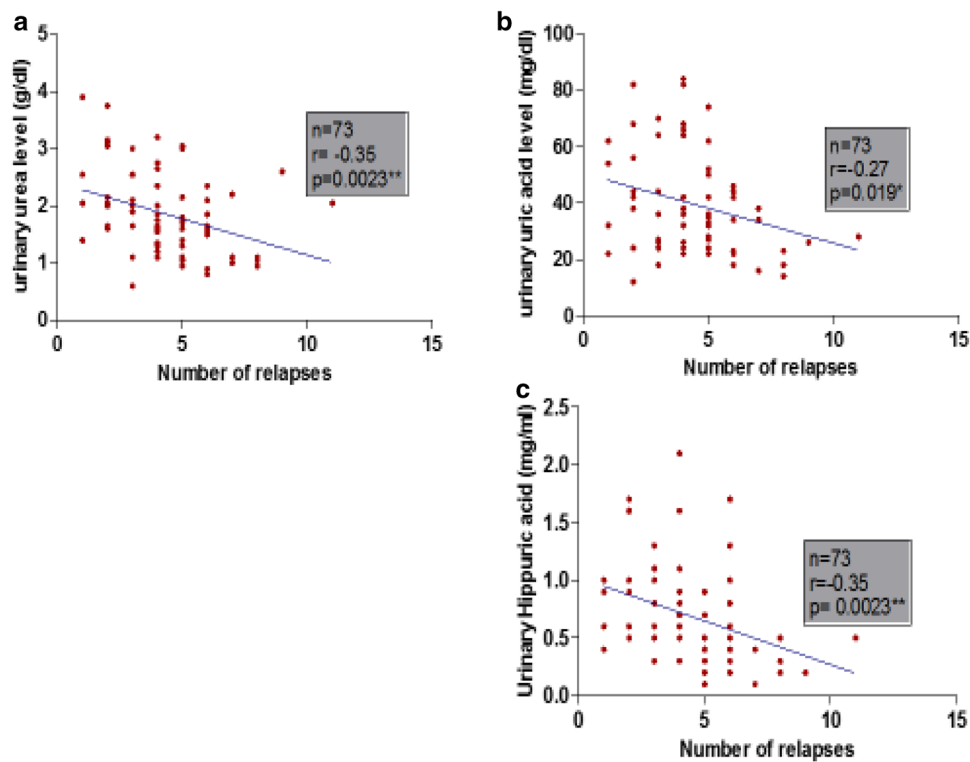 a
urinary urea level (g/dl)
5
4
3
2
1
0
0 5 10 15
Number of relapses
n=73
r= -0.35
p=0.0023**
b
urinary uric acid level (mg/dl)
100
80
60
40
20
0
0 5 10 15
Number of relapses
n=73
r=-0.27
p=0.019*
c
Urinary Hippuric acid (mg/ml)
2.5
2.0
1.5
1.0
0.5
0.0
0 5 10 15
Number of relapses
n=73
r=-0.35
p= 0.0023**